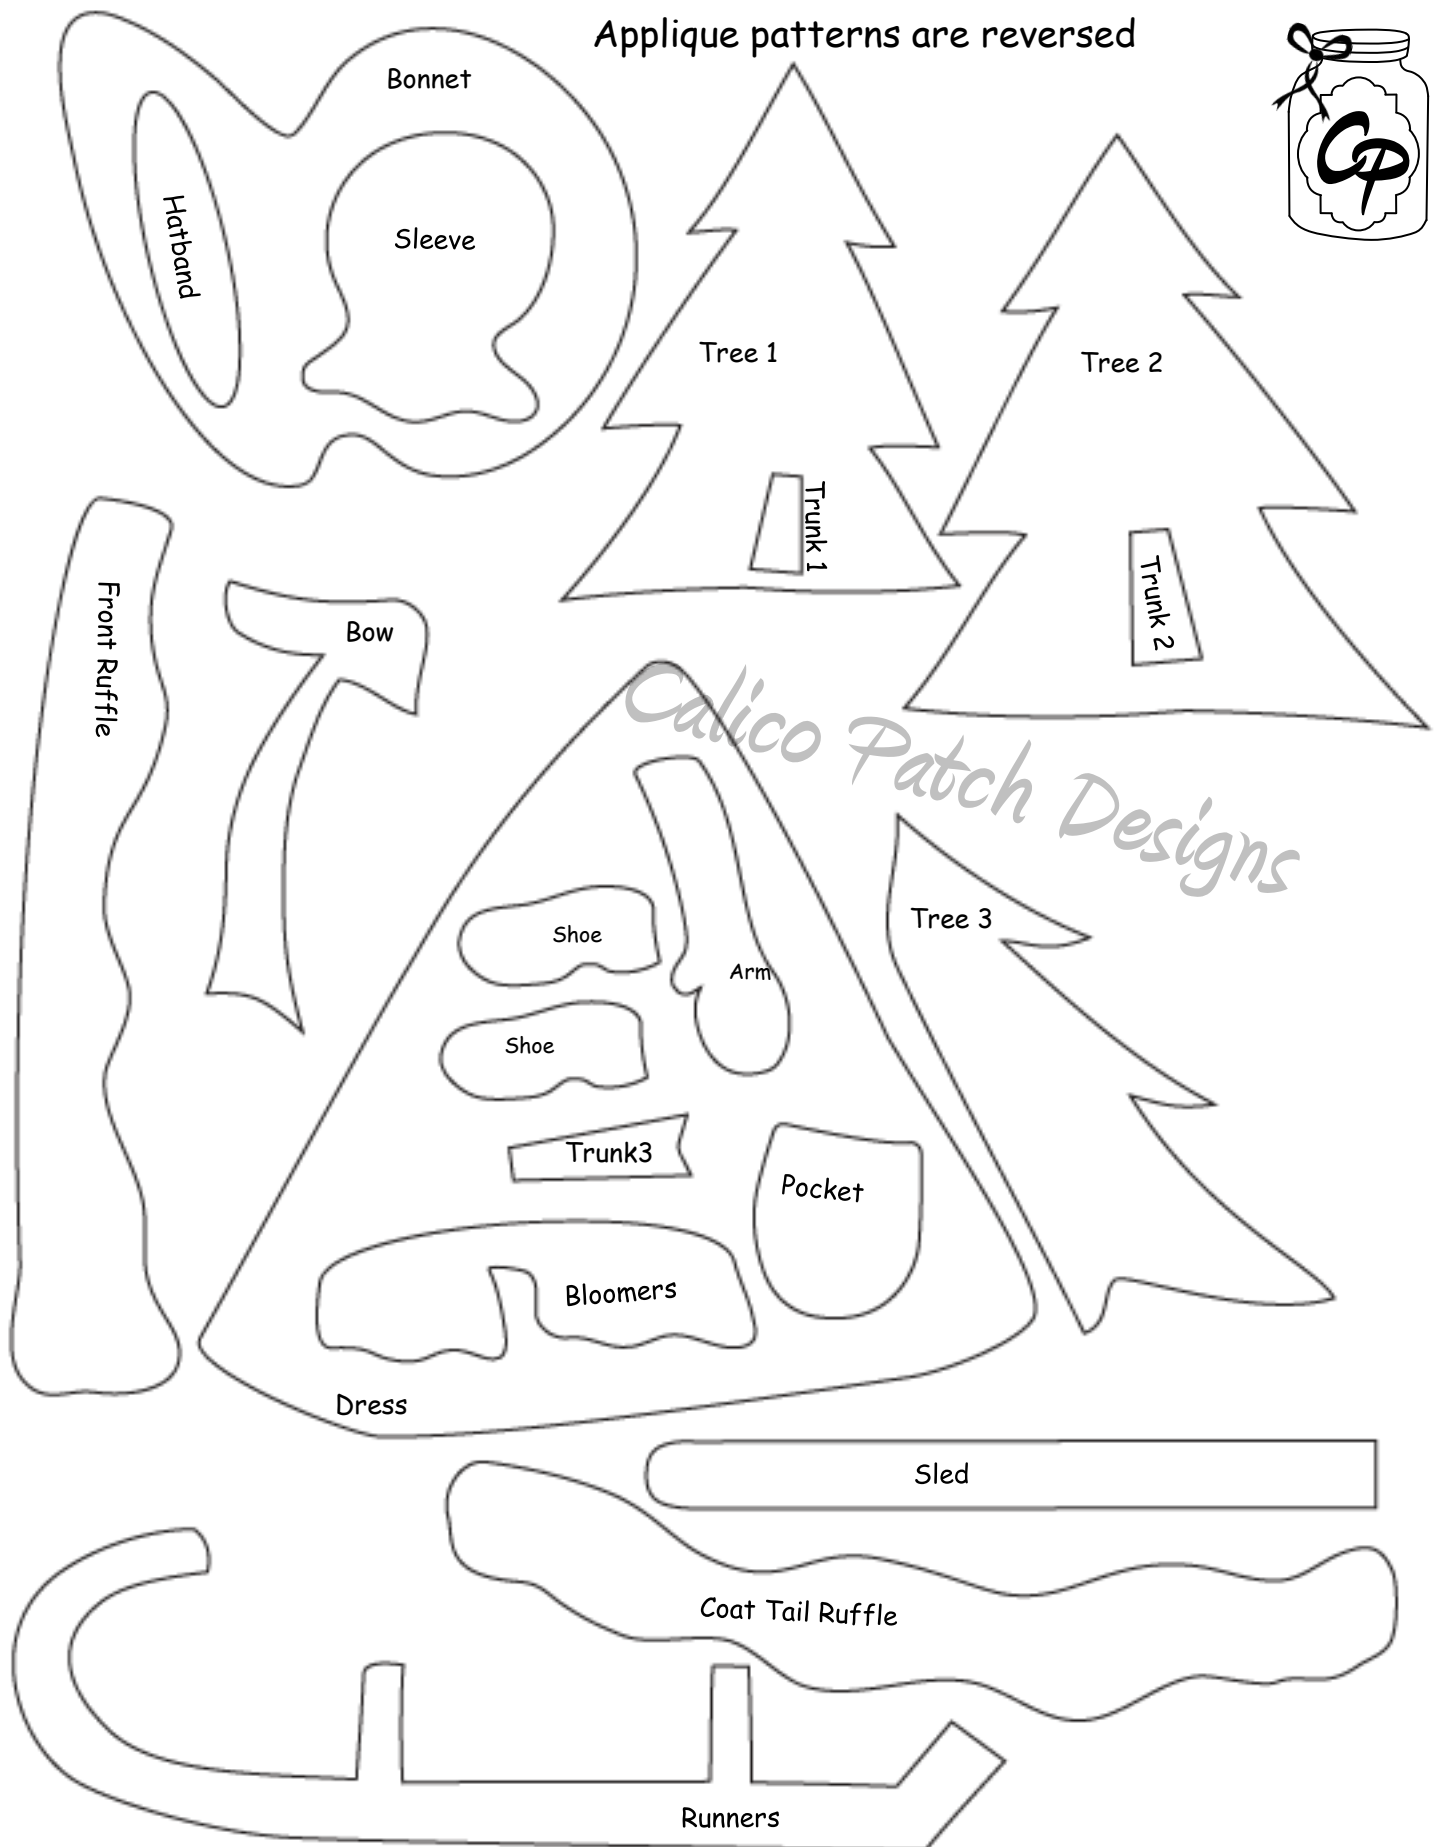 Applique patterns are reversed
CP
Bonnet
Hatband
Sleeve
Tree 1
Tree 2
Trunk 1
Trunk 2
Front Ruffle
Bow
Calico Patch Designs
Tree 3
Shoe
Arm
Shoe
Trunk3
Pocket
Bloomers
Dress
Sled
Coat Tail Ruffle
Runners